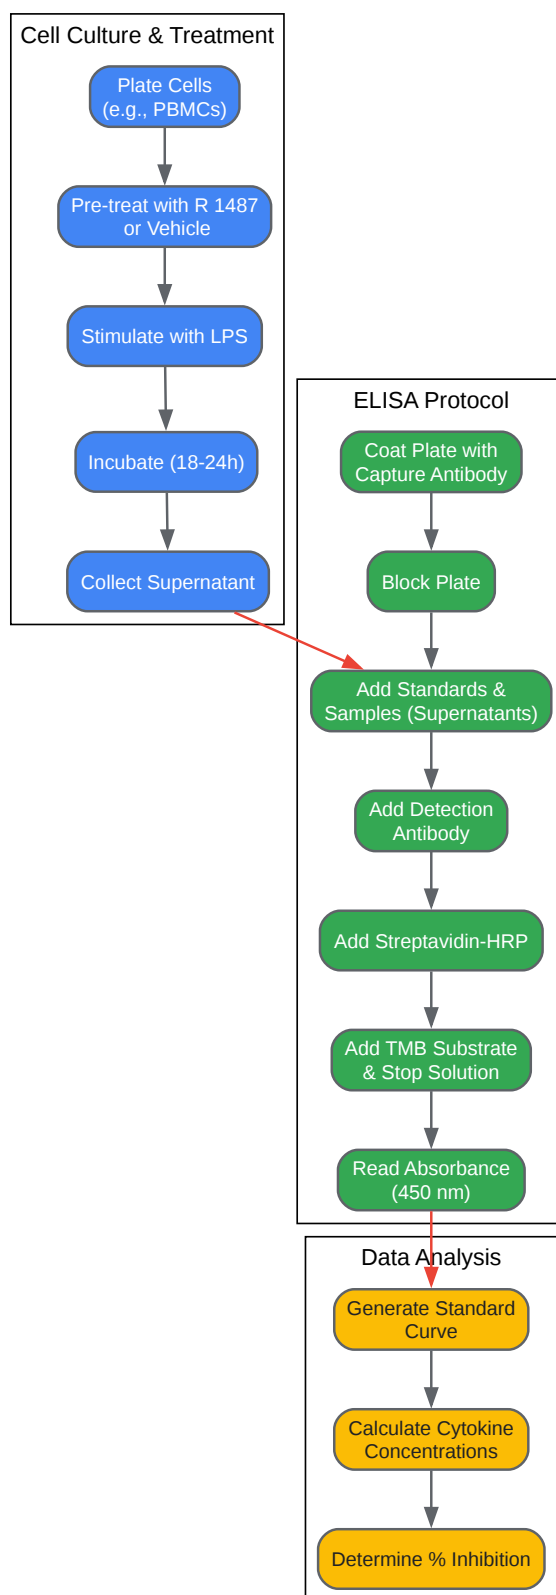 Cell Culture & Treatment
Plate Cells
(e.g., PBMCs)
Pre-treat with R 1487
or Vehicle
Stimulate with LPS
Incubate (18-24h)
Collect Supernatant
ELISA Protocol
Coat Plate with
Capture Antibody
Block Plate
Add Standards &
Samples (Supernatants)
Add Detection
Antibody
Add Streptavidin-HRP
Add TMB Substrate
& Stop Solution
Read Absorbance
(450 nm)
Data Analysis
Generate Standard
Curve
Calculate Cytokine
Concentrations
Determine % Inhibition